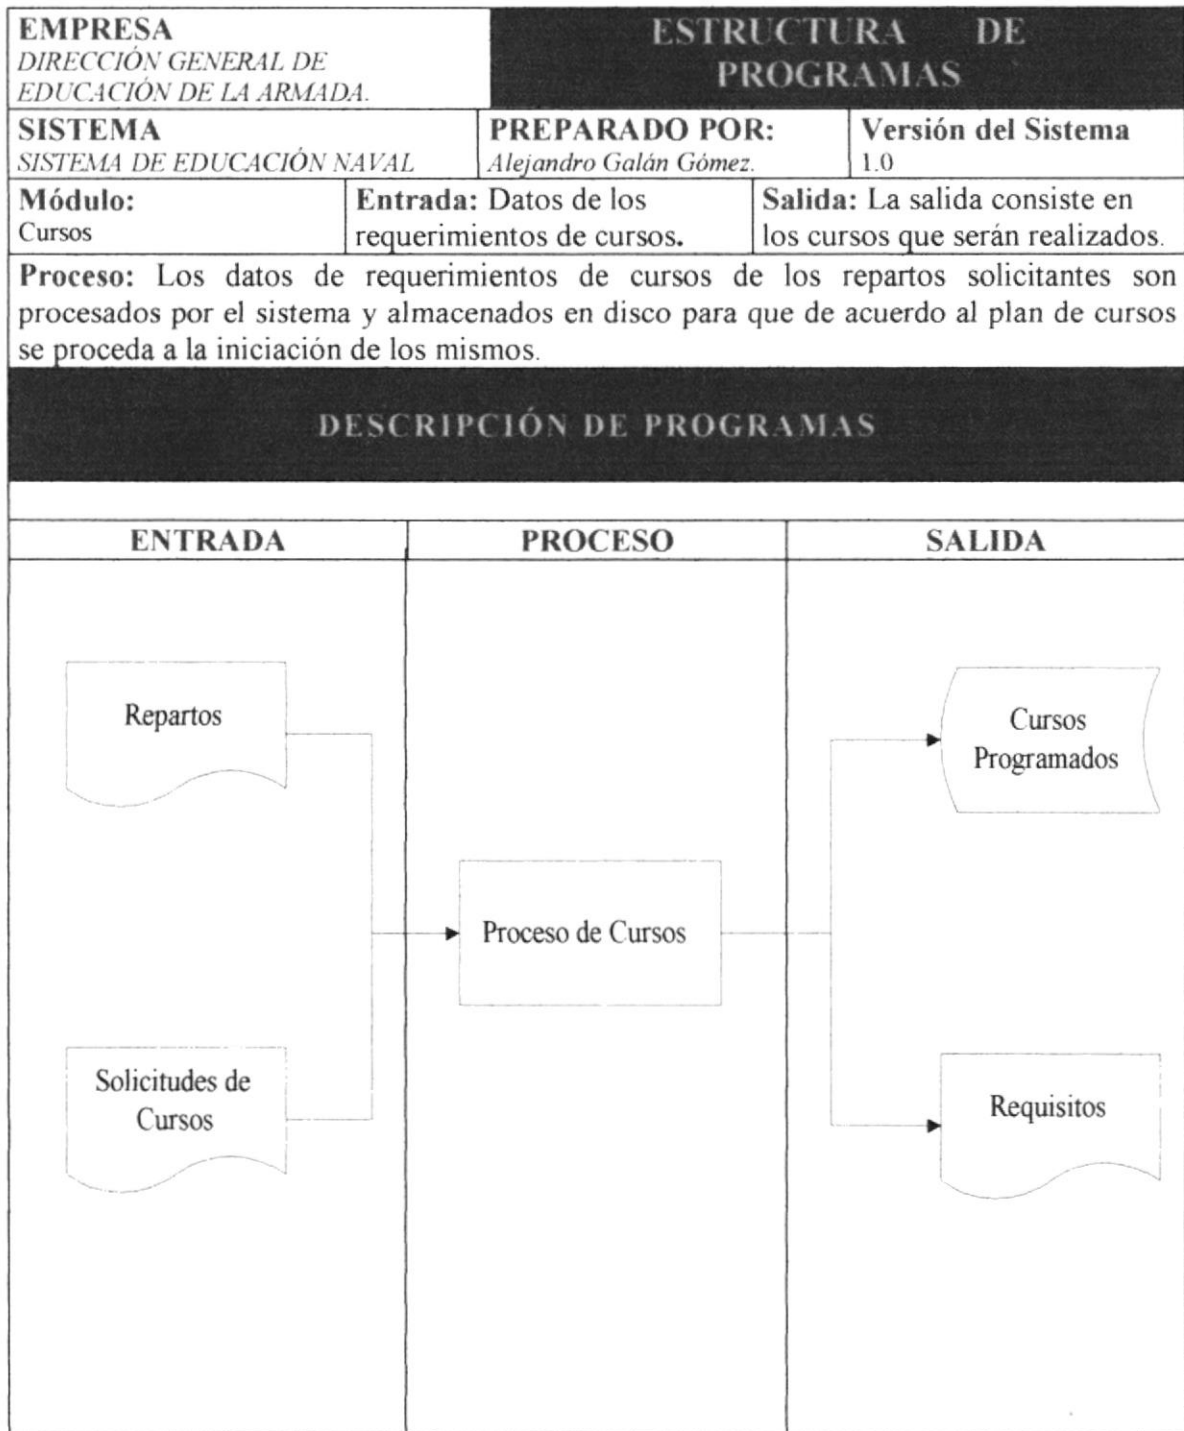 EMPRESA
DIRECCIÓN GENERAL DE
EDUCACIÓN DE LA ARMADA.
ESTRUCTURA DE
PROGRAMAS
SISTEMA
SISTEMA DE EDUCACIÓN NAVAL
PREPARADO POR:
Alejandro Galán Gómez.
Versión del Sistema
1.0
Módulo:
Cursos
Entrada: Datos de los
requerimientos de cursos.
Salida: La salida consiste en
los cursos que serán realizados.
Proceso: Los datos de requerimientos de cursos de los repartos solicitantes son
procesados por el sistema y almacenados en disco para que de acuerdo al plan de cursos
se proceda a la iniciación de los mismos.
DESCRIPCIÓN DE PROGRAMAS
ENTRADA
PROCESO
SALIDA
Repartos
Cursos
Programados
Proceso de Cursos
Solicitudes de
Cursos
Requisitos